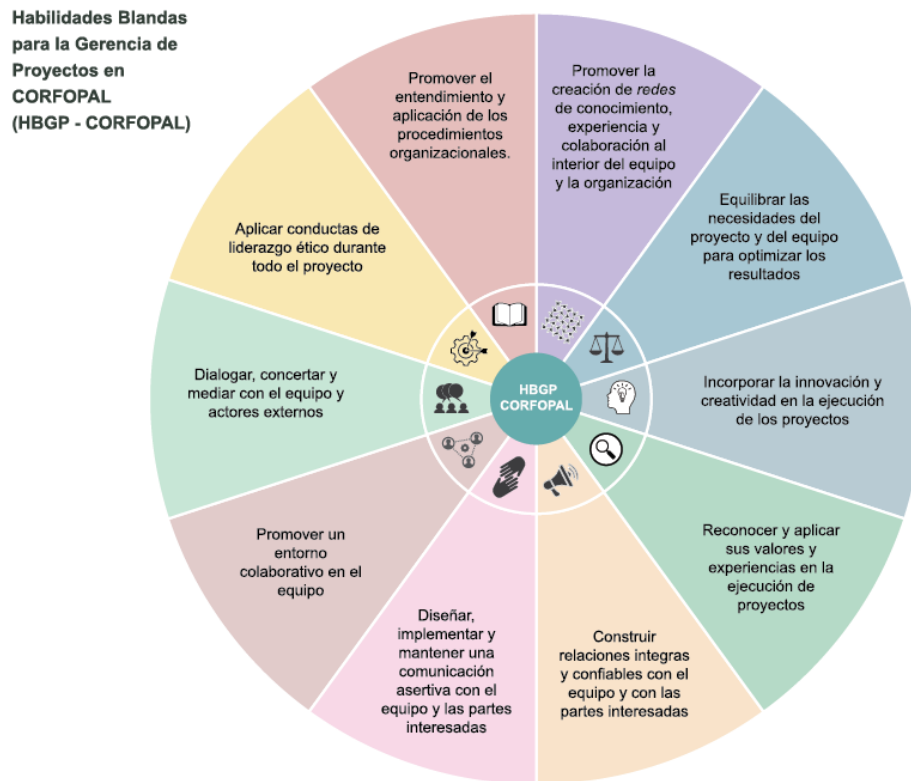 Habilidades Blandas
para la Gerencia de
Proyectos en
CORFOPAL
(HBGP - CORFOPAL)
Promover el
entendimiento y
aplicación de los
procedimientos
organizacionales.
Promover la
creación de redes
de conocimiento,
experiencia y
colaboración al
interior del equipo
y la organización
Equilibrar las
necesidades del
proyecto y del equipo
para optimizar los
resultados
Incorporar la innovación y
creatividad en la ejecución
de los proyectos
Reconocer y aplicar
sus valores y
experiencias en la
ejecución de
proyectos
Construir
relaciones integras
y confiables con el
equipo y con las
partes interesadas
Diseñar,
implementar y
mantener una
comunicación
asertiva con el
equipo y las partes
interesadas
Promover un
entorno
colaborativo en el
equipo
Dialogar, concertar y
mediar con el equipo y
actores externos
Aplicar conductas de
liderazgo ético durante
todo el proyecto
HBGP
CORFOPAL